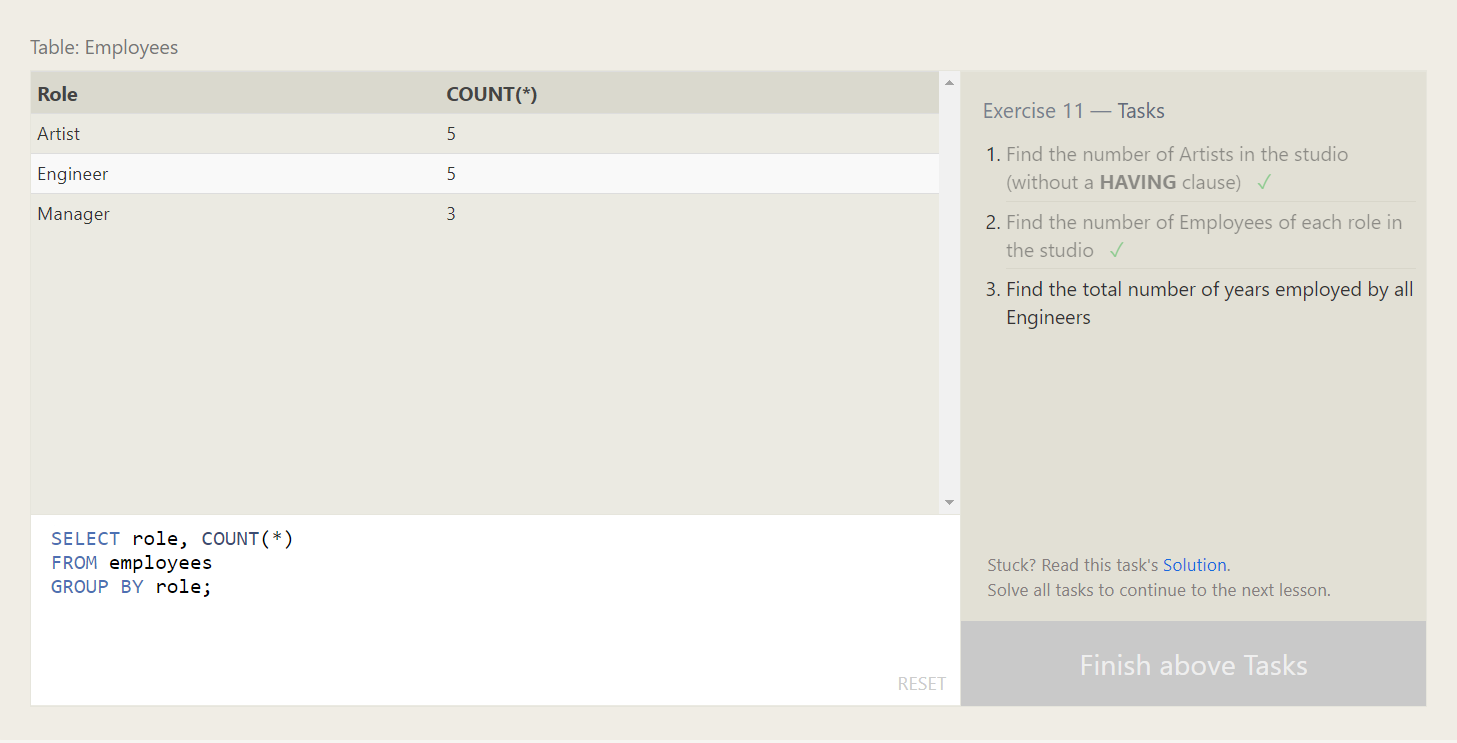 Table: Employees
Role COUNT(*)
Artist 5
Engineer 5
Manager 3
SELECT role, COUNT(*)
FROM employees
GROUP BY role;
RESET
Exercise 11 — Tasks
1. Find the number of Artists in the studio
(without a HAVING clause) ✓
2. Find the number of Employees of each role in
the studio ✓
3. Find the total number of years employed by all
Engineers
Stuck? Read this task's Solution.
Solve all tasks to continue to the next lesson.
Finish above Tasks